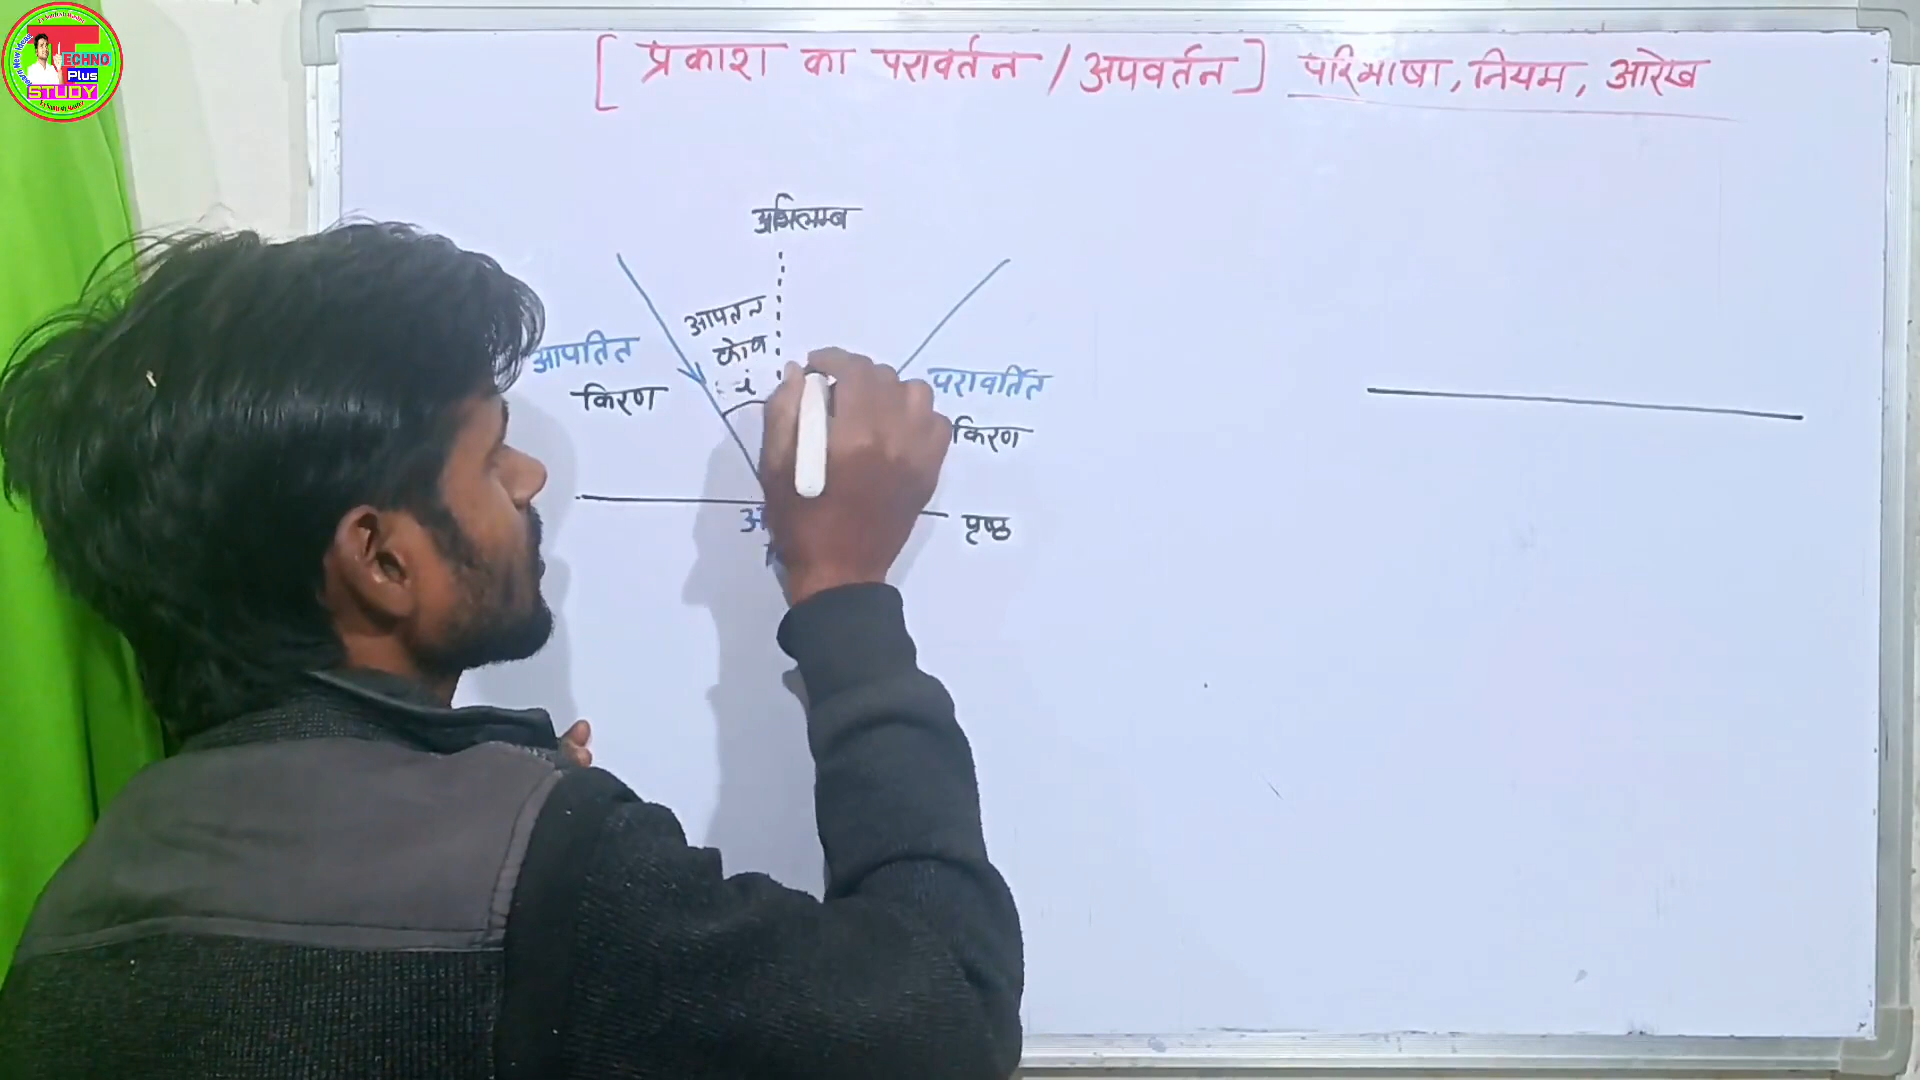 [ प्रकाश का परावर्तन / अपवर्तन ] परिभाषा, नियम, आरेख
अभिलम्ब
आपतन
कोण
i
आपतित
किरण
परावर्तित
किरण
पृष्ठ
TECHNO
Plus
STUDY